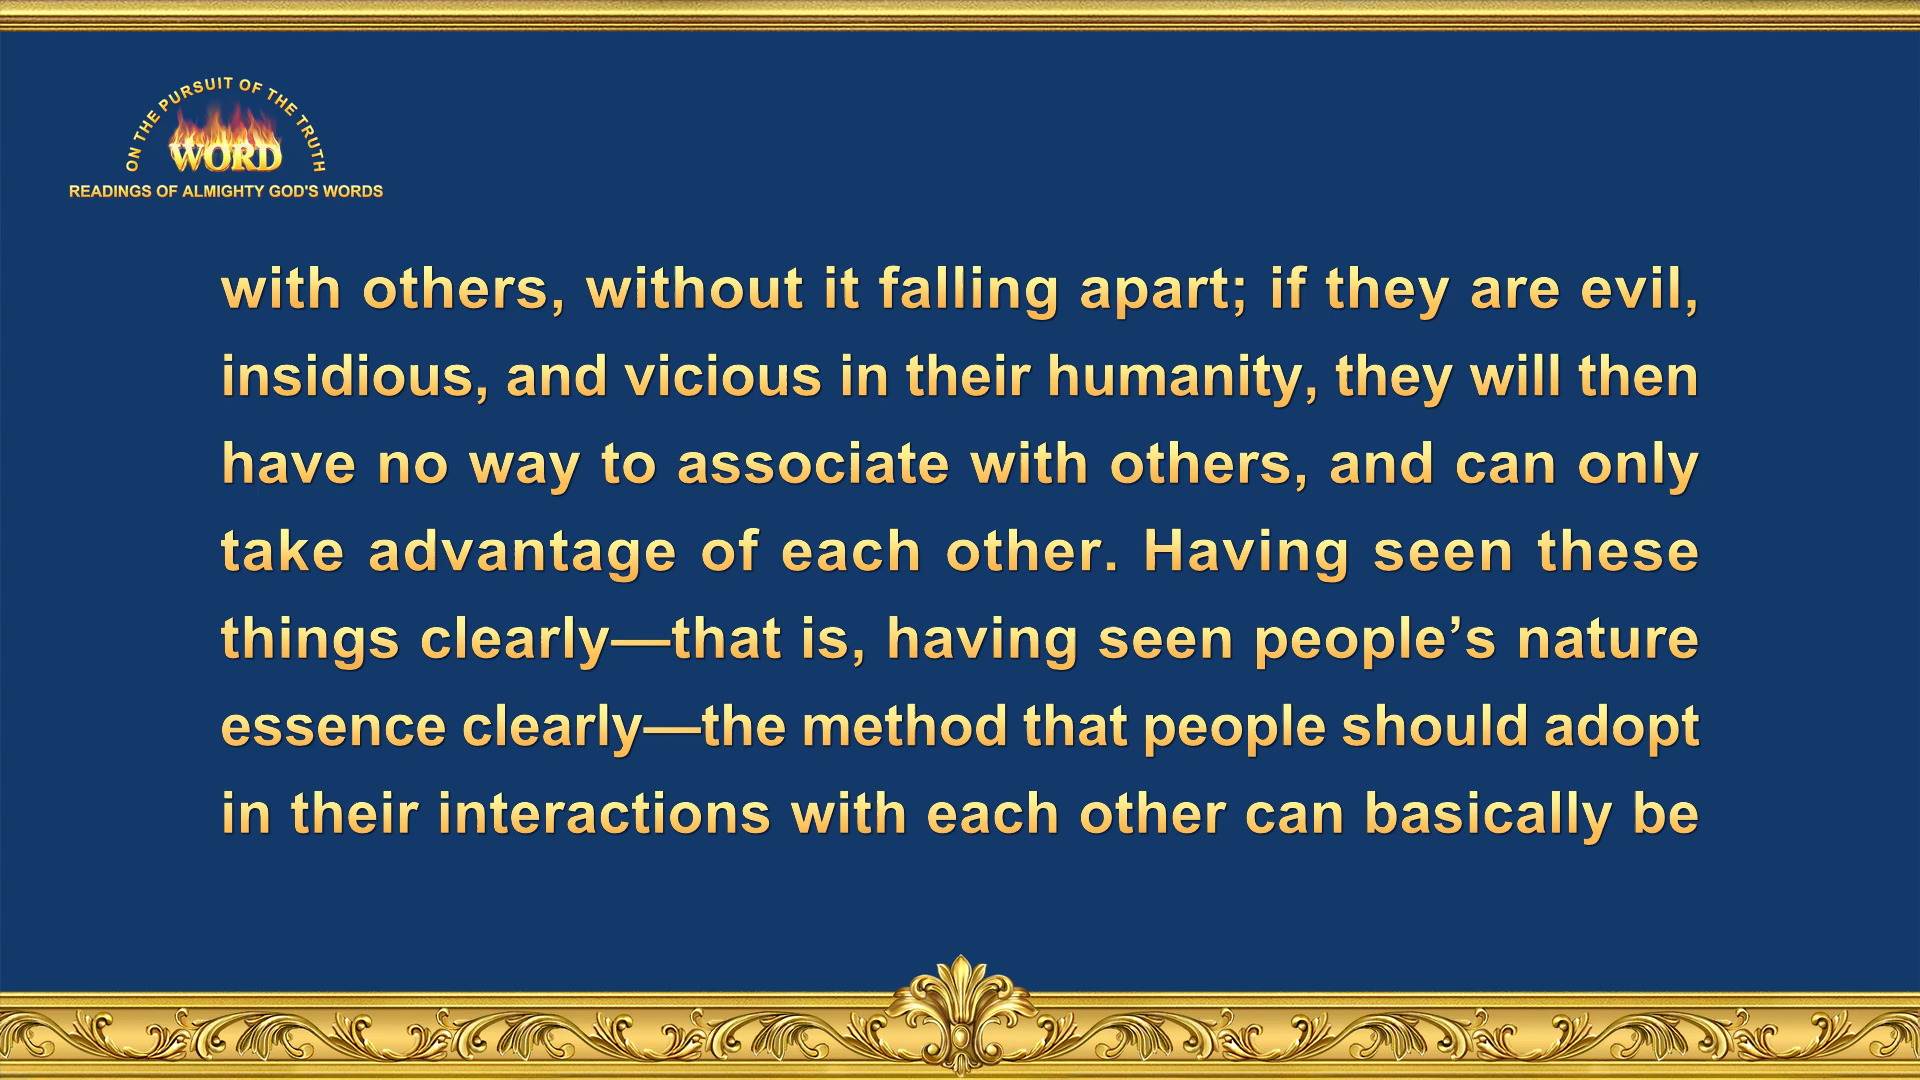 ON THE PURSUIT OF THE TRUTH
WORD
READINGS OF ALMIGHTY GOD'S WORDS
with others, without it falling apart; if they are evil,
insidious, and vicious in their humanity, they will then
have no way to associate with others, and can only
take advantage of each other. Having seen these
things clearly—that is, having seen people’s nature
essence clearly—the method that people should adopt
in their interactions with each other can basically be